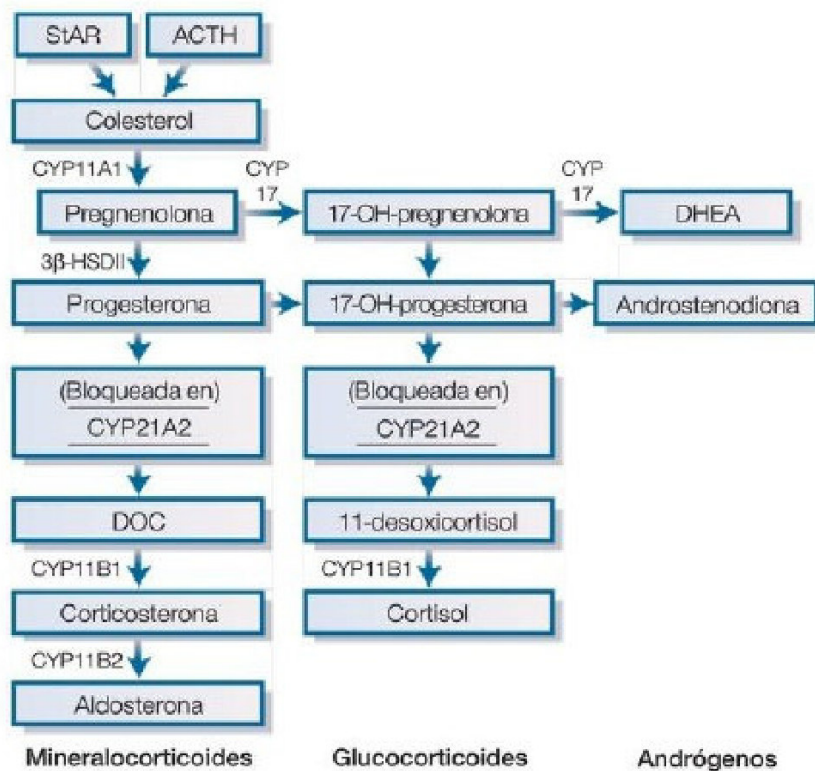 StAR
ACTH
Colesterol
CYP11A1
CYP
17
CYP
17
Pregnenolona
17-OH-pregnenolona
DHEA
3β-HSDII
Progesterona
17-OH-progesterona
Androstenodiona
(Bloqueada en)
CYP21A2
(Bloqueada en)
CYP21A2
DOC
11-desoxicortisol
CYP11B1
CYP11B1
Corticosterona
Cortisol
CYP11B2
Aldosterona
Mineralocorticoides
Glucocorticoides
Andrógenos